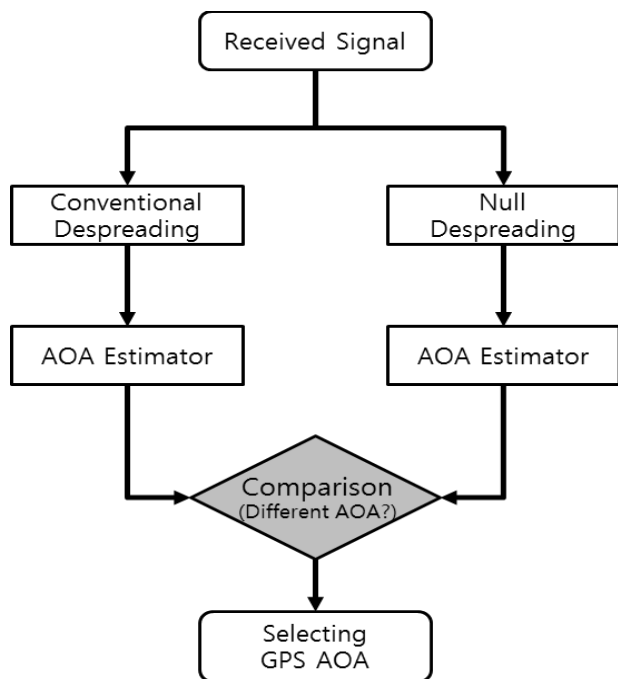 Received Signal
Conventional
Despreading
Null
Despreading
AOA Estimator
AOA Estimator
Comparison
(Different AOA?)
Selecting
GPS AOA